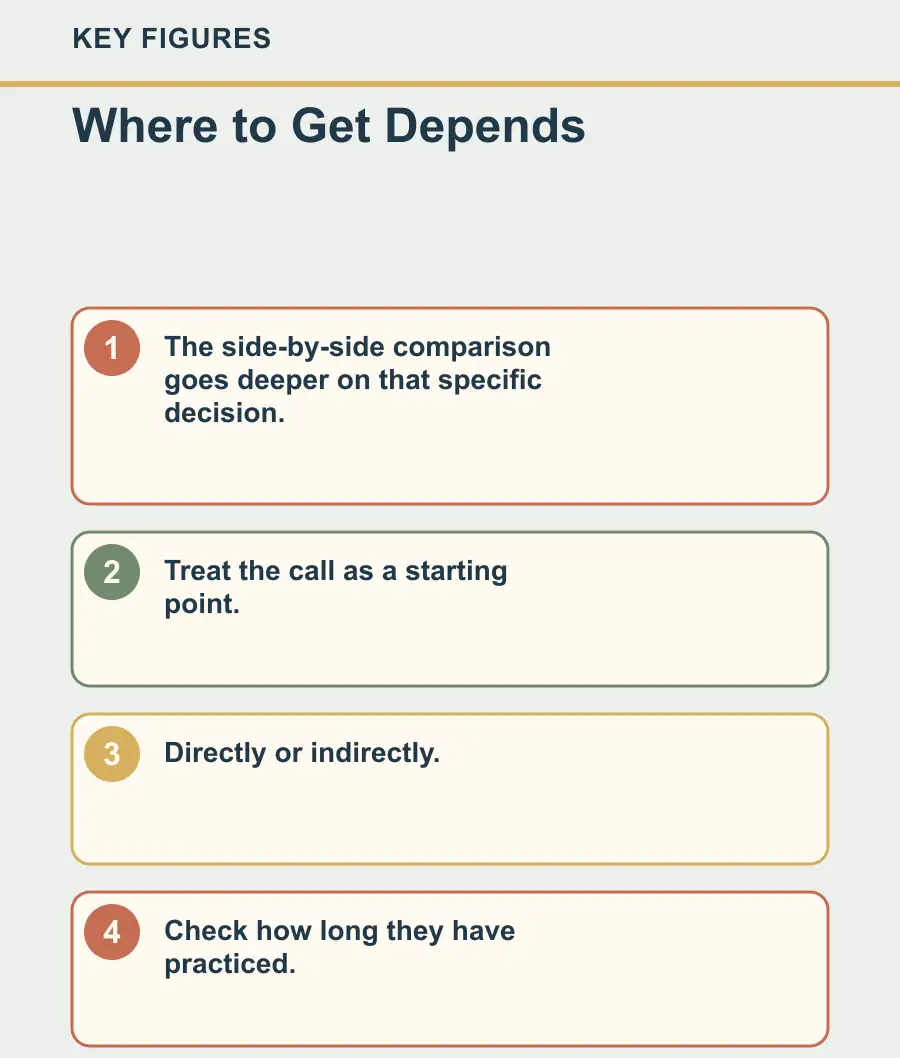 KEY FIGURES
Where to Get Depends
1
The side-by-side comparison
goes deeper on that specific
decision.
2
Treat the call as a starting
point.
3
Directly or indirectly.
4
Check how long they have
practiced.